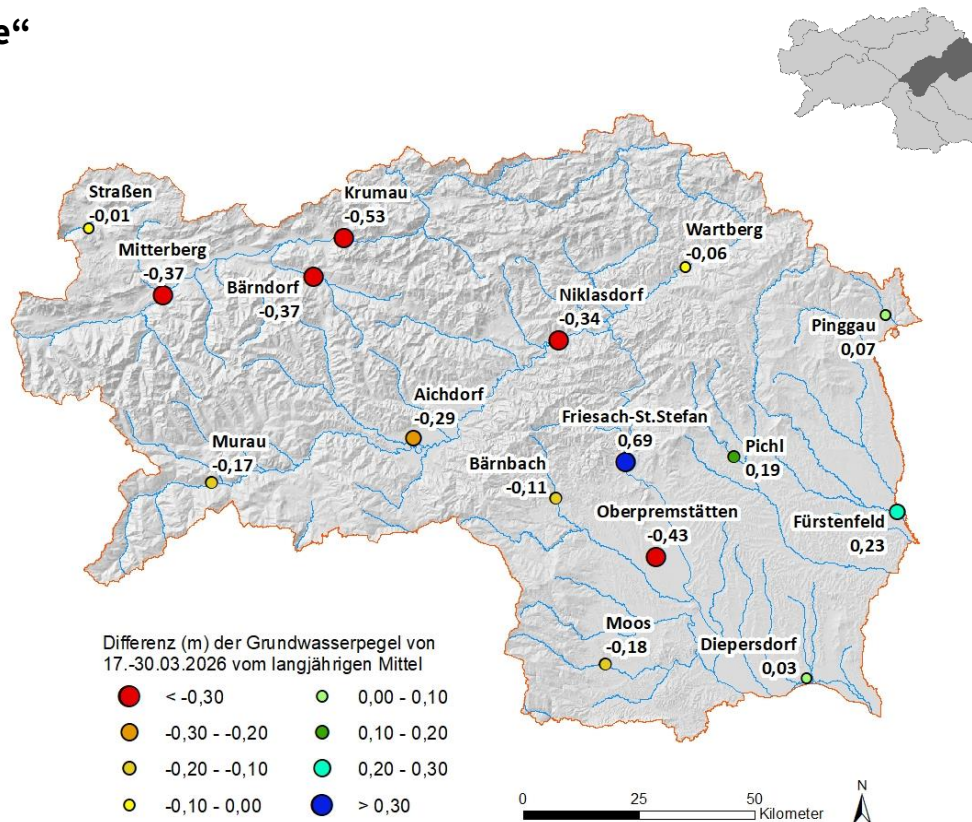 e“
Straßen
-0,01
Krumau
-0,53
Mitterberg
-0,37
Bärndorf
-0,37
Wartberg
-0,06
Niklasdorf
-0,34
Pinggau
0,07
Aichdorf
-0,29
Friesach-St.Stefan
0,69
Murau
-0,17
Bärnbach
-0,11
Pichl
0,19
Oberpremstätten
-0,43
Fürstenfeld
0,23
Moos
-0,18
Diepersdorf
0,03
Differenz (m) der Grundwasserpegel von
17.-30.03.2026 vom langjährigen Mittel
< -0,30
-0,30 - -0,20
-0,20 - -0,10
-0,10 - 0,00
0,00 - 0,10
0,10 - 0,20
0,20 - 0,30
> 0,30
0 25 50
Kilometer
N